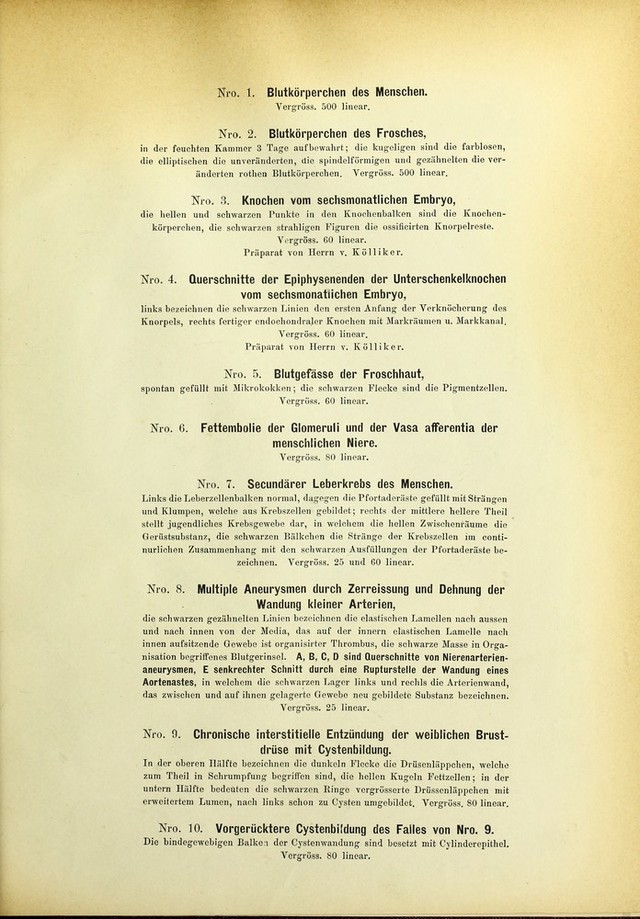 Nro. 1. Blutkörperchen des Menschen.
Vergröss. 500 linear.
Nro. 2. Blutkörperchen des Frosches,
in der feuchten Kammer 3 Tage aufbewahrt; die kugeligen sind die farblosen,
die elliptischen die unveränderten, die spindelförmigen und gezähnelten die ver-
änderten rothen Blutkörperchen. Vergröss. 500 linear.
Nro. 3. Knochen vom sechsmonatlichen Embryo,
die hellen und schwarzen Punkte in den Knochenbalken sind die Knochen-
körperchen, die schwarzen strahligen Figuren die ossificirten Knorpelreste.
Vergröss. 60 linear.
Präparat von Herrn v. Kölliker.
Nro. 4. Querschnitte der Epiphysenenden der Unterschenkelknochen
vom sechsmonatlichen Embryo,
links bezeichnen die schwarzen Linien den ersten Anfang der Verknöcherung des
Knorpels, rechts fertiger endochondraler Knochen mit Markräumen u. Markkanal.
Vergröss. 60 linear.
Präparat von Herrn v. Kölliker.
Nro. 5. Blutgefässe der Froschhaut,
spontan gefüllt mit Mikrokokken; die schwarzen Flecke sind die Pigmentzellen.
Vergröss. 60 linear.
Nro. 6. Fettembolie der Glomeruli und der Vasa afferentia der
menschlichen Niere.
Vergröss. 80 linear.
Nro. 7. Secundärer Leberkrebs des Menschen.
Links die Leberzellenbalken normal, dagegen die Pfortaderäste gefüllt mit Strängen
und Klumpen, welche aus Krebszellen gebildet; rechts der mittlere hellere Theil
stellt jugendliches Krebsgewebe dar, in welchem die hellen Zwischenräume die
Gerüstsubstanz, die schwarzen Bälkchen die Stränge der Krebszellen im conti-
nurlichen Zusammenhang mit den schwarzen Ausfüllungen der Pfortaderäste be-
zeichnen. Vergröss. 25 und 60 linear.
Nro. 8. Multiple Aneurysmen durch Zerreissung und Dehnung der
Wandung kleiner Arterien,
die schwarzen gezähnelten Linien bezeichnen die elastischen Lamellen nach aussen
und nach innen von der Media, das auf der innern elastischen Lamelle nach
innen aufsitzende Gewebe ist organisirter Thrombus, die schwarze Masse in Orga-
nisation begriffenes Blutgerinsel. A, B, C, D sind Querschnitte von Nierenarterien-
aneurysmen, E senkrechter Schnitt durch eine Rupturstelle der Wandung eines
Aortenastes, in welchem die schwarzen Lager links und rechts die Arterienwand,
das zwischen und auf ihnen gelagerte Gewebe neu gebildete Substanz bezeichnen.
Vergröss. 25 linear.
Nro. 9. Chronische interstitielle Entzündung der weiblichen Brust-
drüse mit Cystenbildung.
In der oberen Hälfte bezeichnen die dunkeln Flecke die Drüsenläppchen, welche
zum Theil in Schrumpfung begriffen sind, die hellen Kugeln Fettzellen; in der
untern Hälfte bedeuten die schwarzen Ringe vergrösserte Drüssenläppchen mit
erweitertem Lumen, nach links schon zu Cysten umgebildet. Vergröss. 80 linear.
Nro. 10. Vorgerücktere Cystenbildung des Falles von Nro. 9.
Die bindegewebigen Balken der Cystenwandung sind besetzt mit Cylinderepithel.
Vergröss. 80 linear.